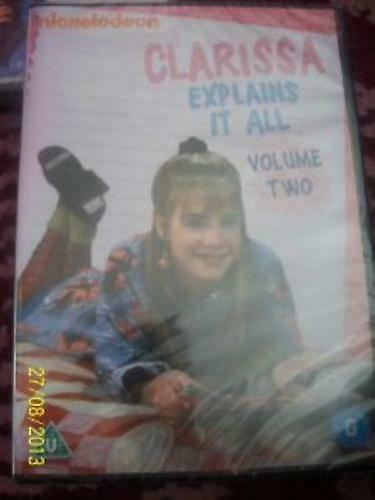 nickelodeon
CLARISSA
EXPLAINS
IT ALL
VOLUME
TWO
27/08/2013
U